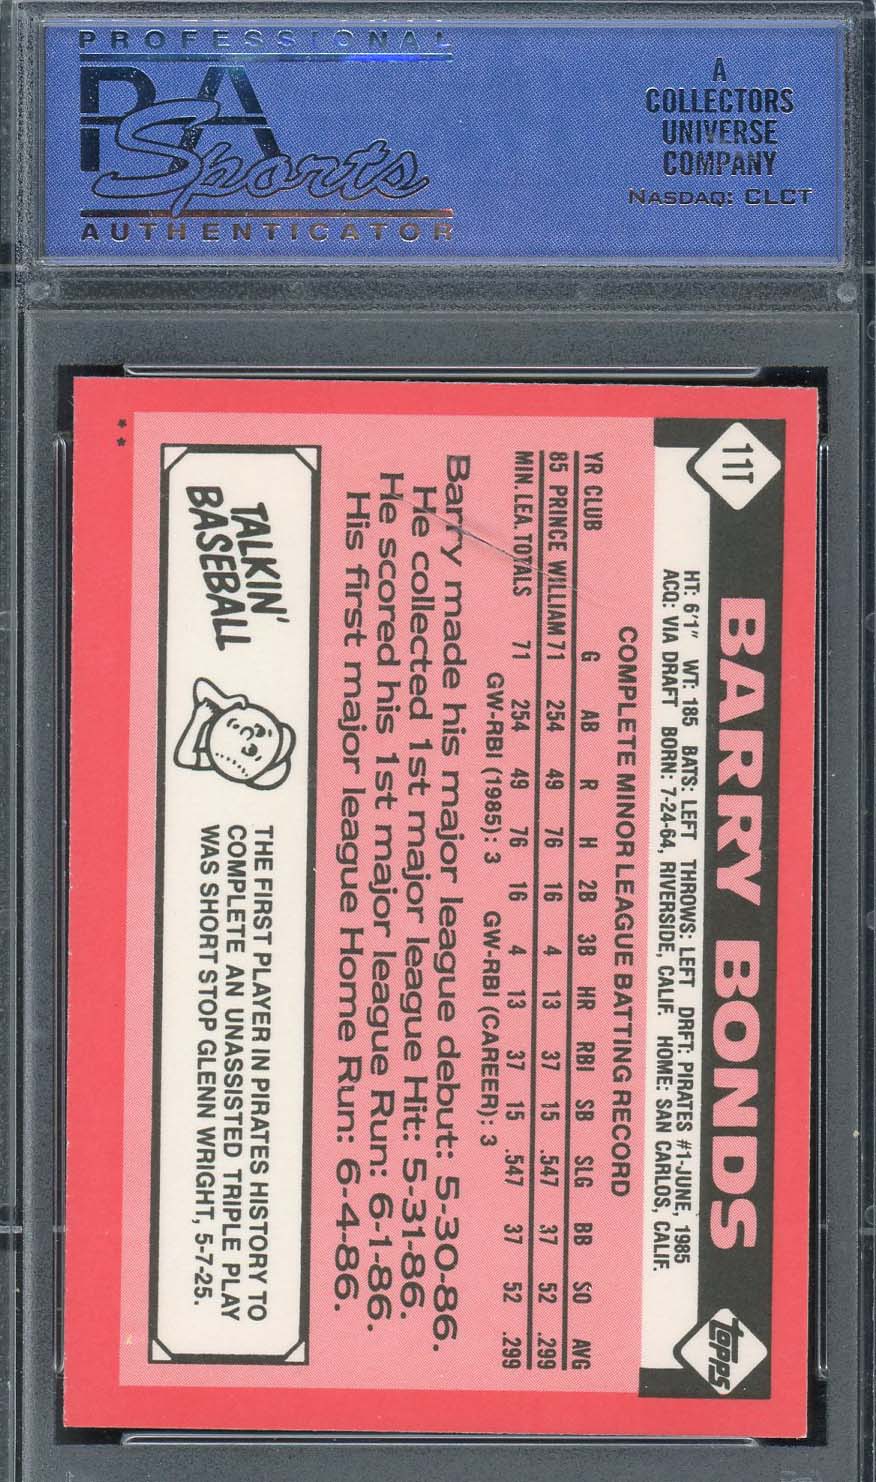 PROFESSIONAL
PSA
Sports
AUTHENTICATOR
A
COLLECTORS
UNIVERSE
COMPANY
NASDAQ: CLCT
11T
BARRY BONDS
topps
HT: 6'1" WT: 185 BATS: LEFT THROWS: LEFT DRFT: PIRATES #1-JUNE, 1985
ACQ: VIA DRAFT BORN: 7-24-64, RIVERSIDE, CALIF. HOME: SAN CARLOS, CALIF.
COMPLETE MINOR LEAGUE BATTING RECORD
YR CLUB G AB R H 2B 3B HR RBI SB SLG BB SO AVG
85 PRINCE WILLIAM 71 254 49 76 16 4 13 37 15 .547 37 52 .299
MIN. LEA. TOTALS 71 254 49 76 16 4 13 37 15 .547 37 52 .299
GW-RBI (1985): 3 GW-RBI (CAREER): 3
Barry made his major league debut: 5-30-86.
He collected 1st major league Hit: 5-31-86.
He scored his 1st major league Run: 6-1-86.
His first major league Home Run: 6-4-86.
TALKIN'
BASEBALL
THE FIRST PLAYER IN PIRATES HISTORY TO
COMPLETE AN UNASSISTED TRIPLE PLAY
WAS SHORT STOP GLENN WRIGHT, 5-7-25.
**